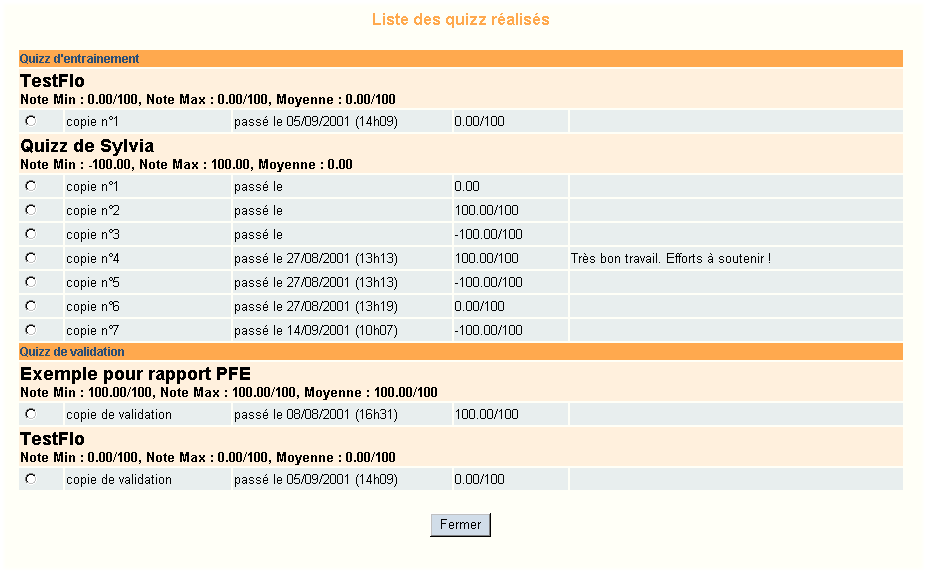 Liste des quizz réalisés
Quizz d'entrainement
TestFlo
Note Min : 0.00/100, Note Max : 0.00/100, Moyenne : 0.00/100
copie n°1 passé le 05/09/2001 (14h09) 0.00/100
Quizz de Sylvia
Note Min : -100.00, Note Max : 100.00, Moyenne : 0.00
copie n°1 passé le 0.00
copie n°2 passé le 100.00/100
copie n°3 passé le -100.00/100
copie n°4 passé le 27/08/2001 (13h13) 100.00/100 Très bon travail. Efforts à soutenir !
copie n°5 passé le 27/08/2001 (13h13) -100.00/100
copie n°6 passé le 27/08/2001 (13h19) 0.00/100
copie n°7 passé le 14/09/2001 (10h07) -100.00/100
Quizz de validation
Exemple pour rapport PFE
Note Min : 100.00/100, Note Max : 100.00/100, Moyenne : 100.00/100
copie de validation passé le 08/08/2001 (16h31) 100.00/100
TestFlo
Note Min : 0.00/100, Note Max : 0.00/100, Moyenne : 0.00/100
copie de validation passé le 05/09/2001 (14h09) 0.00/100
Fermer